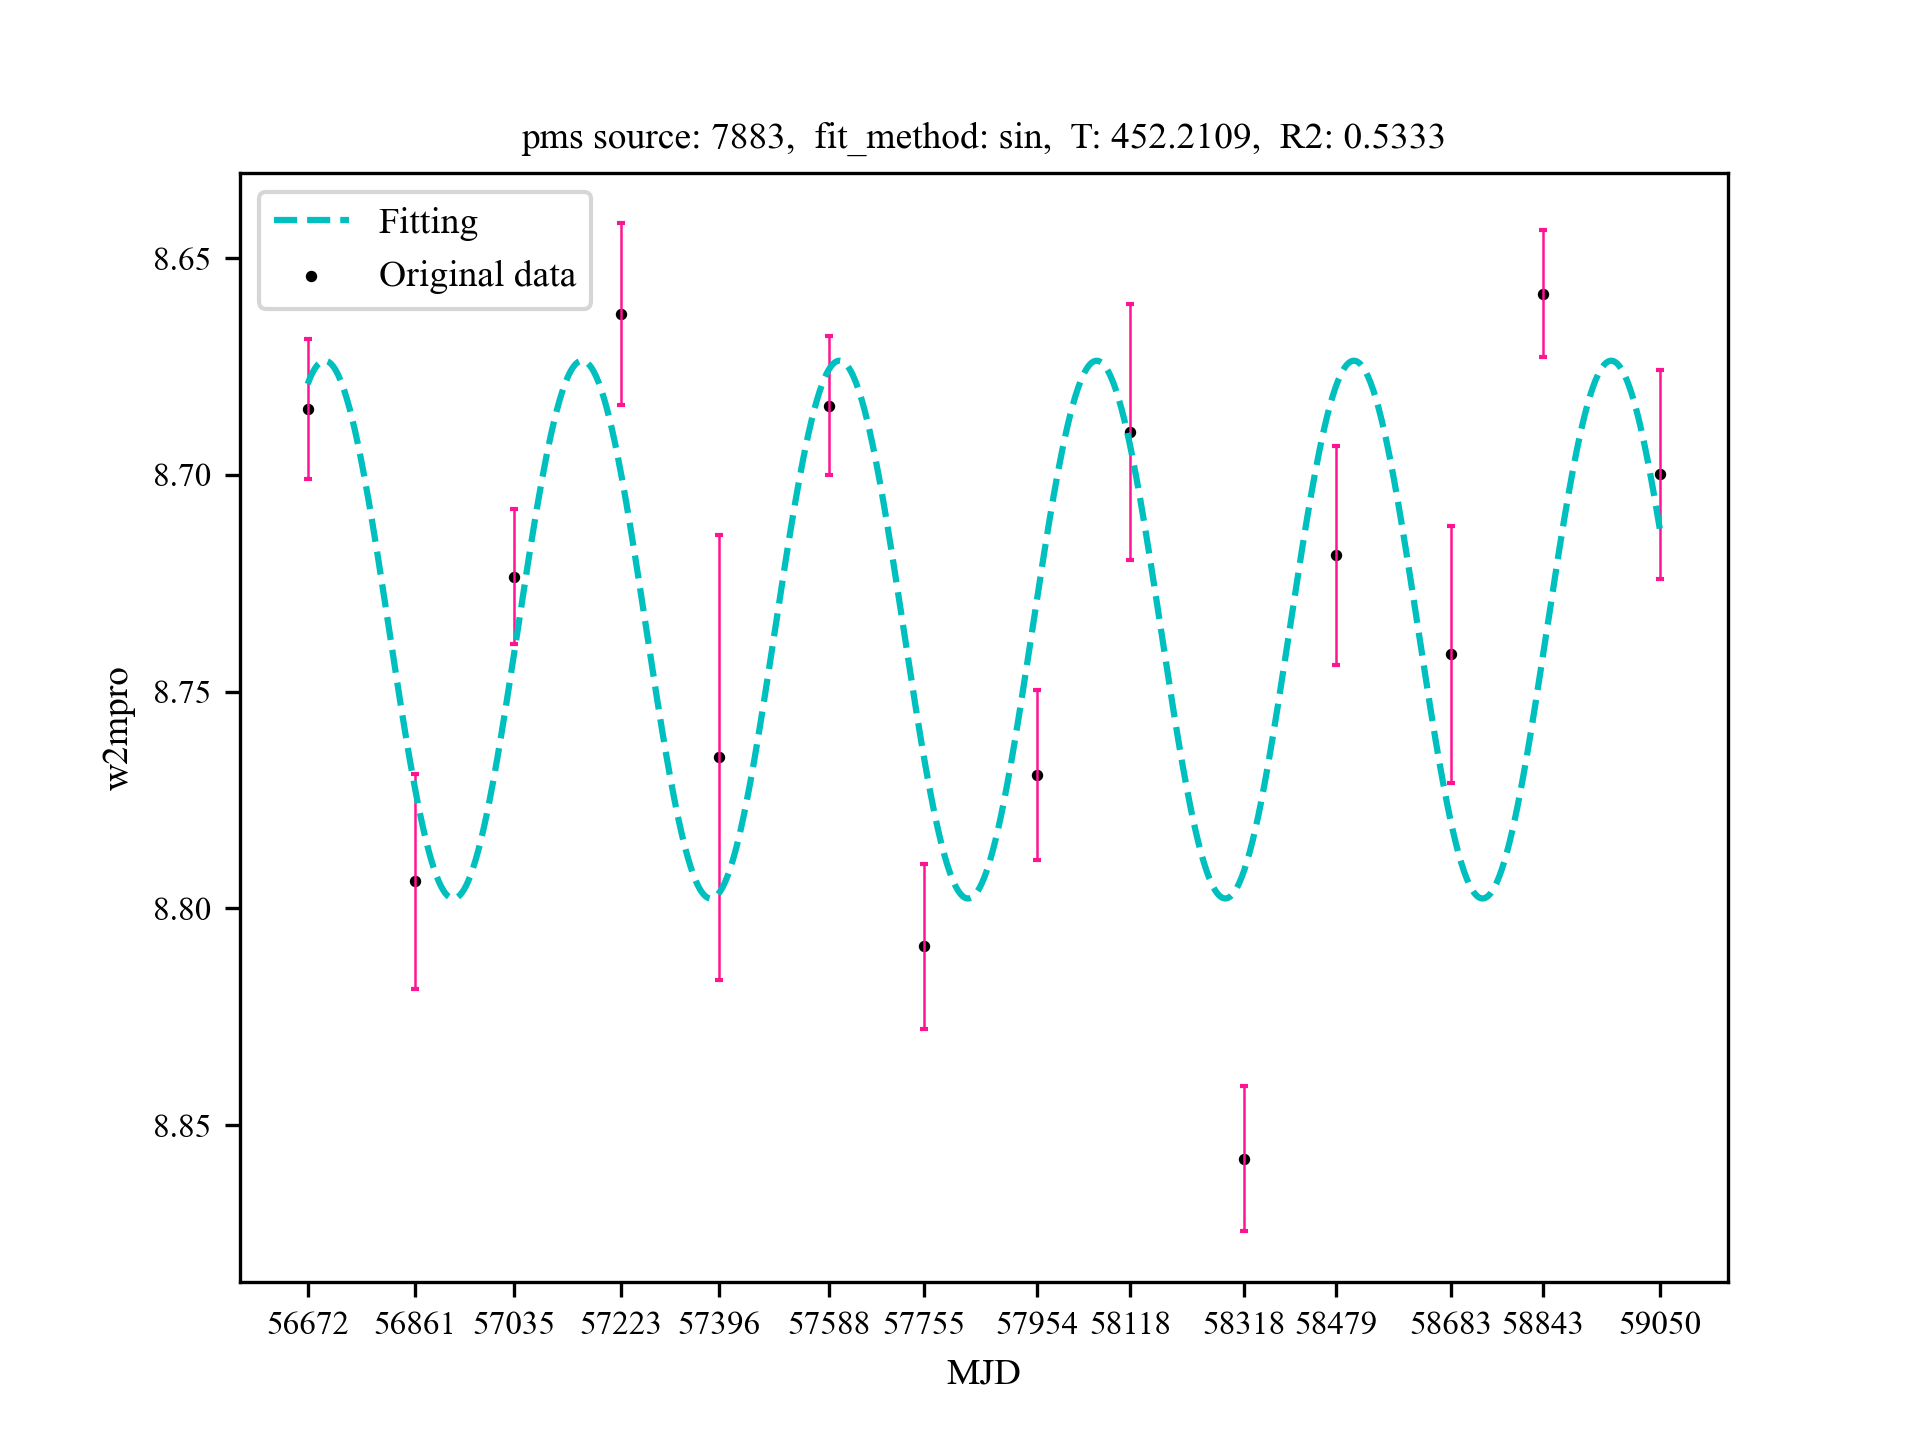 pms source: 7883, fit_method: sin, T: 452.2109, R2: 0.5333
Fitting
Original data
8.65
8.70
8.75
8.80
8.85
w2mpro
56672 56861 57035 57223 57396 57588 57755 57954 58118 58318 58479 58683 58843 59050
MJD